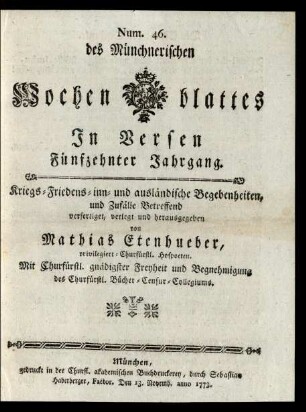 Num. 46.
des Münchnerischen
Wochen blattes
In Versen
Fünfzehnter Jahrgang.
Kriegs-Friedens-inn- und ausländische Begebenheiten,
und Zufälle Betreffend
verfertiget, verlegt und herausgegeben
von
Mathias Etenhueber,
privilegiert-Churfürstl. Hofpoeten.
Mit Churfürstl. gnädigster Freyheit und Begnehmigung
des Churfürstl. Bücher-Censur-Collegiums.
München,
gedruckt in der Churfl. akademischen Buchdruckerey, durch Sebastian
Haberberger, Factor. Den 13. Novemb. anno 1773.